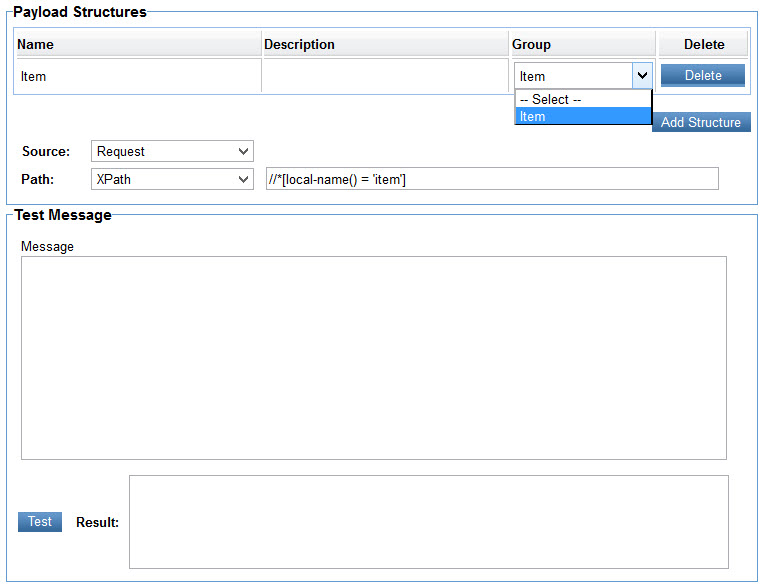 Payload Structures
Name Description Group Delete
Item Item Delete
-- Select --
Item
Add Structure
Source: Request
Path: XPath //*[local-name() = 'item']
Test Message
Message
Test Result: